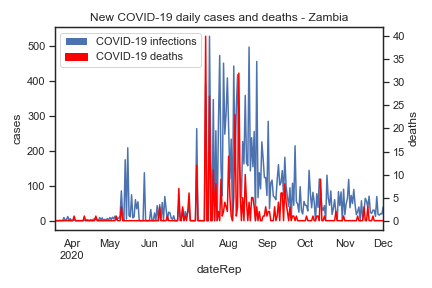 New COVID-19 daily cases and deaths - Zambia
COVID-19 infections
COVID-19 deaths
500
400
300
200
100
0
cases
40
35
30
25
20
15
10
5
0
deaths
Apr
2020
May
Jun
Jul
Aug
Sep
Oct
Nov
Dec
dateRep